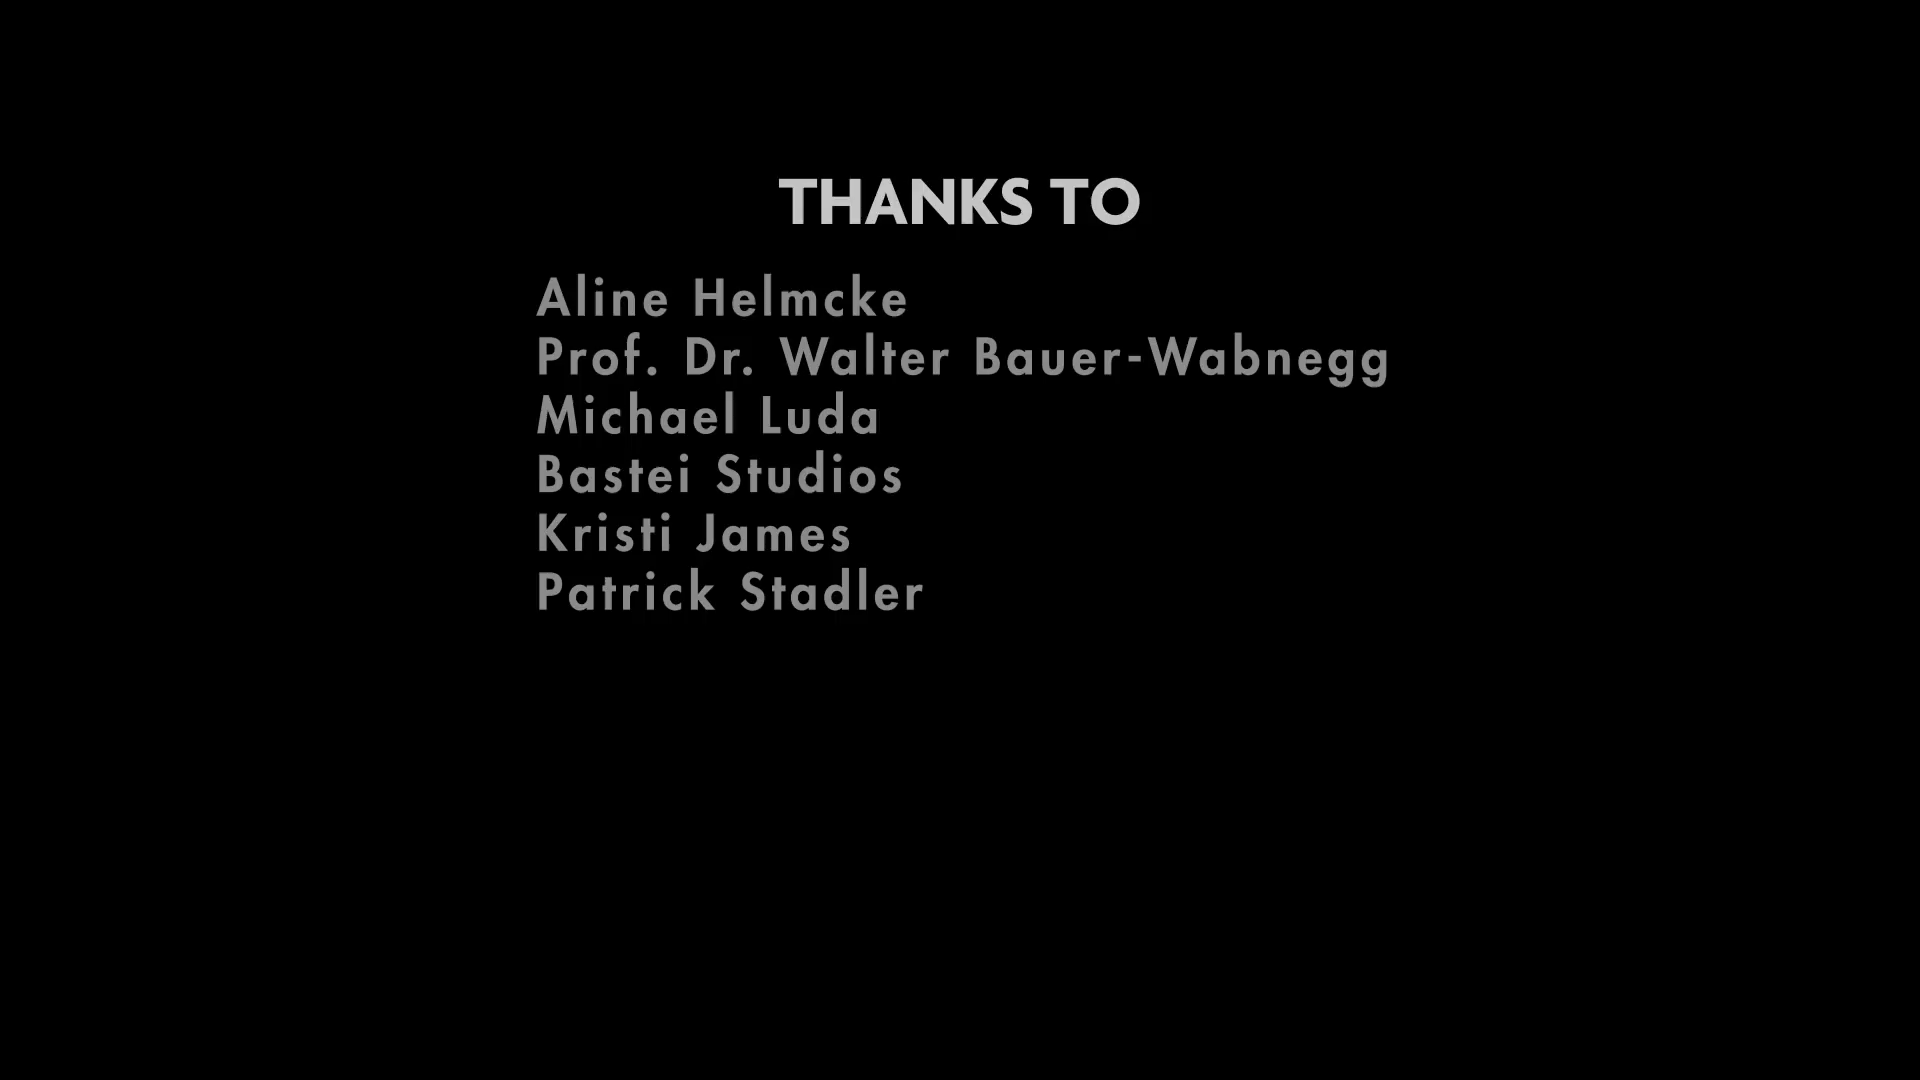 THANKS TO
Aline Helmcke
Prof. Dr. Walter Bauer-Wabnegg
Michael Luda
Bastei Studios
Kristi James
Patrick Stadler